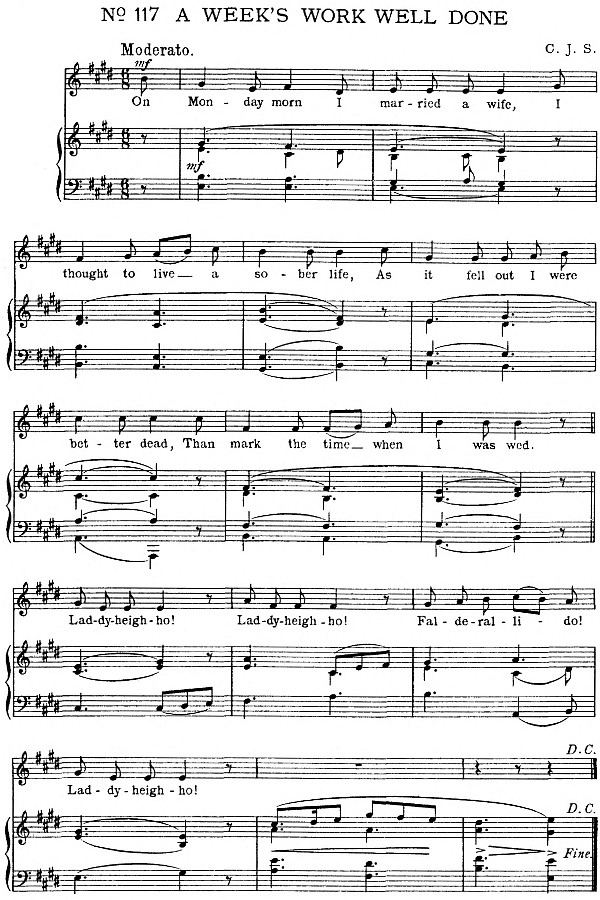 No 117 A WEEK'S WORK WELL DONE
Moderato. C. J. S.
mf
On Mon - day morn I mar - ried a wife, I
mf
thought to live a so - ber life, As it fell out I were
bet - ter dead, Than mark the time when I was wed.
Lad-dy-heigh-ho! Lad-dy-heigh-ho! Fal-de-ral-li - do!
D.C.
Lad-dy-heigh-ho!
D.C.
Fine.